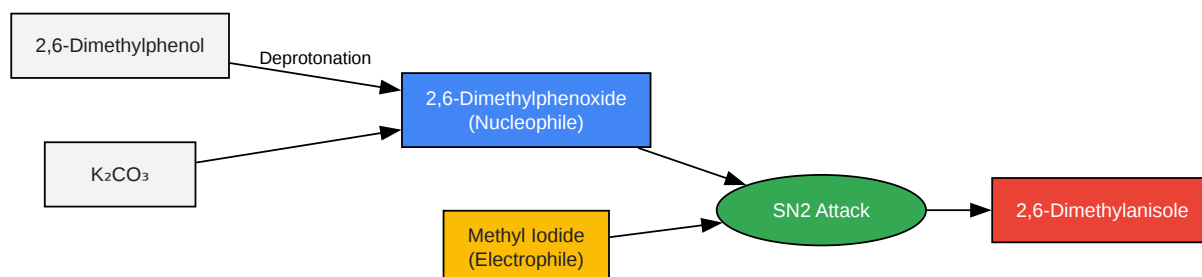 2,6-Dimethylphenol
Deprotonation
2,6-Dimethylphenoxide
(Nucleophile)
K₂CO₃
SN2 Attack
2,6-Dimethylanisole
Methyl Iodide
(Electrophile)